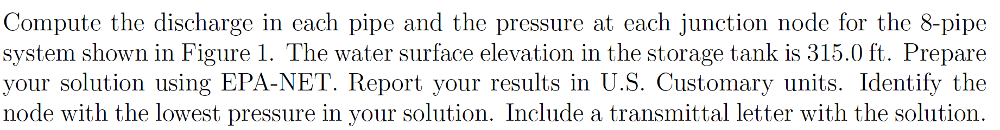 Compute the discharge in each pipe and the pressure at each junction node for the 8-pipe
system shown in Figure 1. The water surface elevation in the storage tank is 315.0 ft. Prepare
your solution using EPA-NET. Report your results in U.S. Customary units. Identify the
node with the lowest pressure in your solution. Include a transmittal letter with the solution.